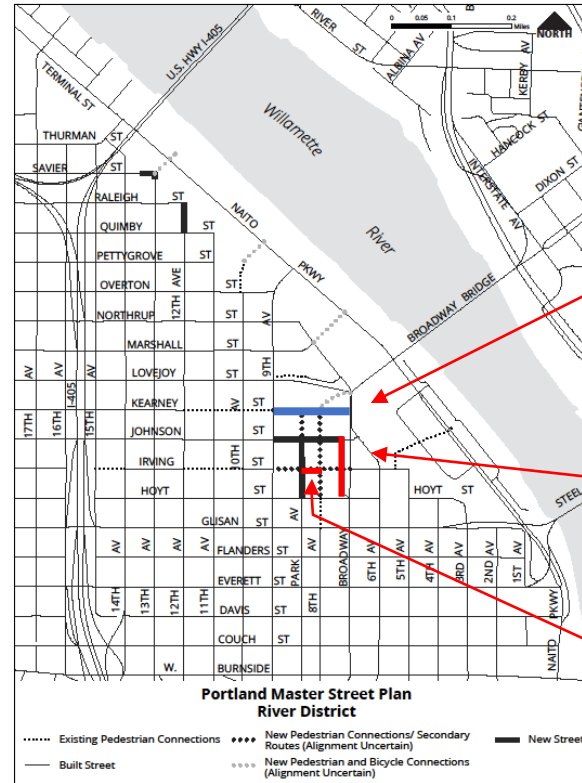 0 0.05 0.1 0.2
Miles
NORTH
U.S. HWY I-405
RIVER ST
ALBINA AV
KERBY AV
TERMINAL ST
THURMAN ST
SAVIER ST
RALEIGH ST
QUIMBY ST
PETTYGROVE ST
OVERTON ST
NORTHRUP ST
MARSHALL ST
LOVEJOY ST
KEARNEY ST
JOHNSON ST
IRVING ST
HOYT ST
HOYT ST
GLISAN ST
FLANDERS ST
EVERETT ST
DAVIS ST
COUCH ST
W. BURNSIDE
Willamette
River
HANCOCK ST
DIXON ST
INTERSTATE AV
NAITO PKWY
BROADWAY BRIDGE
STEEL
12TH AVE
9TH AV
10TH AV
17TH AV
16TH AV
I-405
15TH AV
14TH AV
13TH AV
12TH AV
11TH AV
PARK AV
8TH AV
BROADWAY
6TH AV
5TH AV
4TH AV
3RD AV
2ND AV
1ST AV
NAITO PKWY
Portland Master Street Plan
River District
Existing Pedestrian Connections
New Pedestrian Connections/ Secondary
Routes (Alignment Uncertain)
New Street
Built Street
New Pedestrian and Bicycle Connections
(Alignment Uncertain)